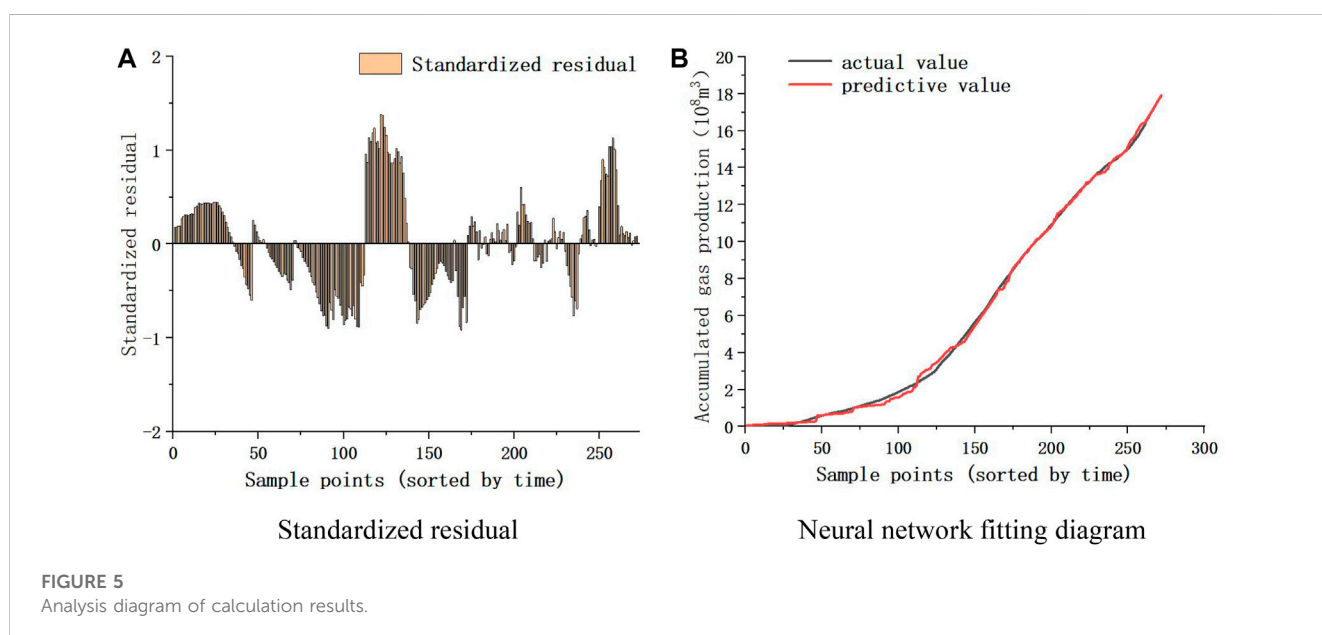 A
2
1
0
−1
−2
Standardized residual
Standardized residual
0 50 100 150 200 250
Sample points (sorted by time)
Standardized residual
B
20
18
16
14
12
10
8
6
4
2
0
Accumulated gas production (10⁸m³)
actual value
predictive value
0 50 100 150 200 250 300
Sample points (sorted by time)
Neural network fitting diagram
FIGURE 5
Analysis diagram of calculation results.